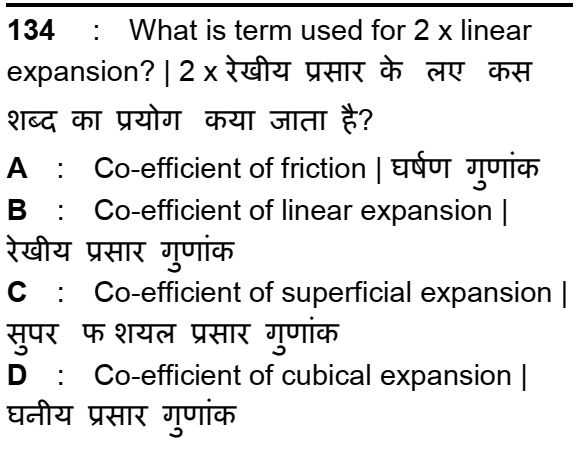 134 : What is term used for 2 x linear
expansion? | 2 x रेखीय प्रसार के लए कस
शब्द का प्रयोग कया जाता है?
A : Co-efficient of friction | घर्षण गुणांक
B : Co-efficient of linear expansion |
रेखीय प्रसार गुणांक
C : Co-efficient of superficial expansion |
सुपर फ शयल प्रसार गुणांक
D : Co-efficient of cubical expansion |
घनीय प्रसार गुणांक